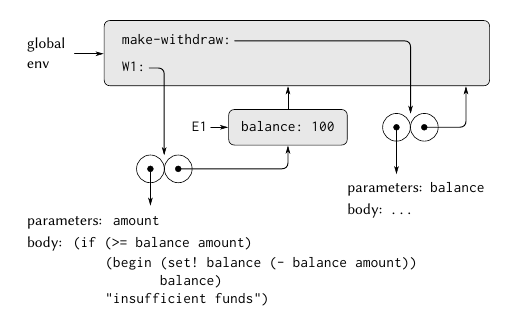 global
env
make-withdraw:
W1:
E1
balance: 100
parameters: balance
body: ...
parameters: amount
body: (if (>= balance amount)
(begin (set! balance (- balance amount))
balance)
"insufficient funds")